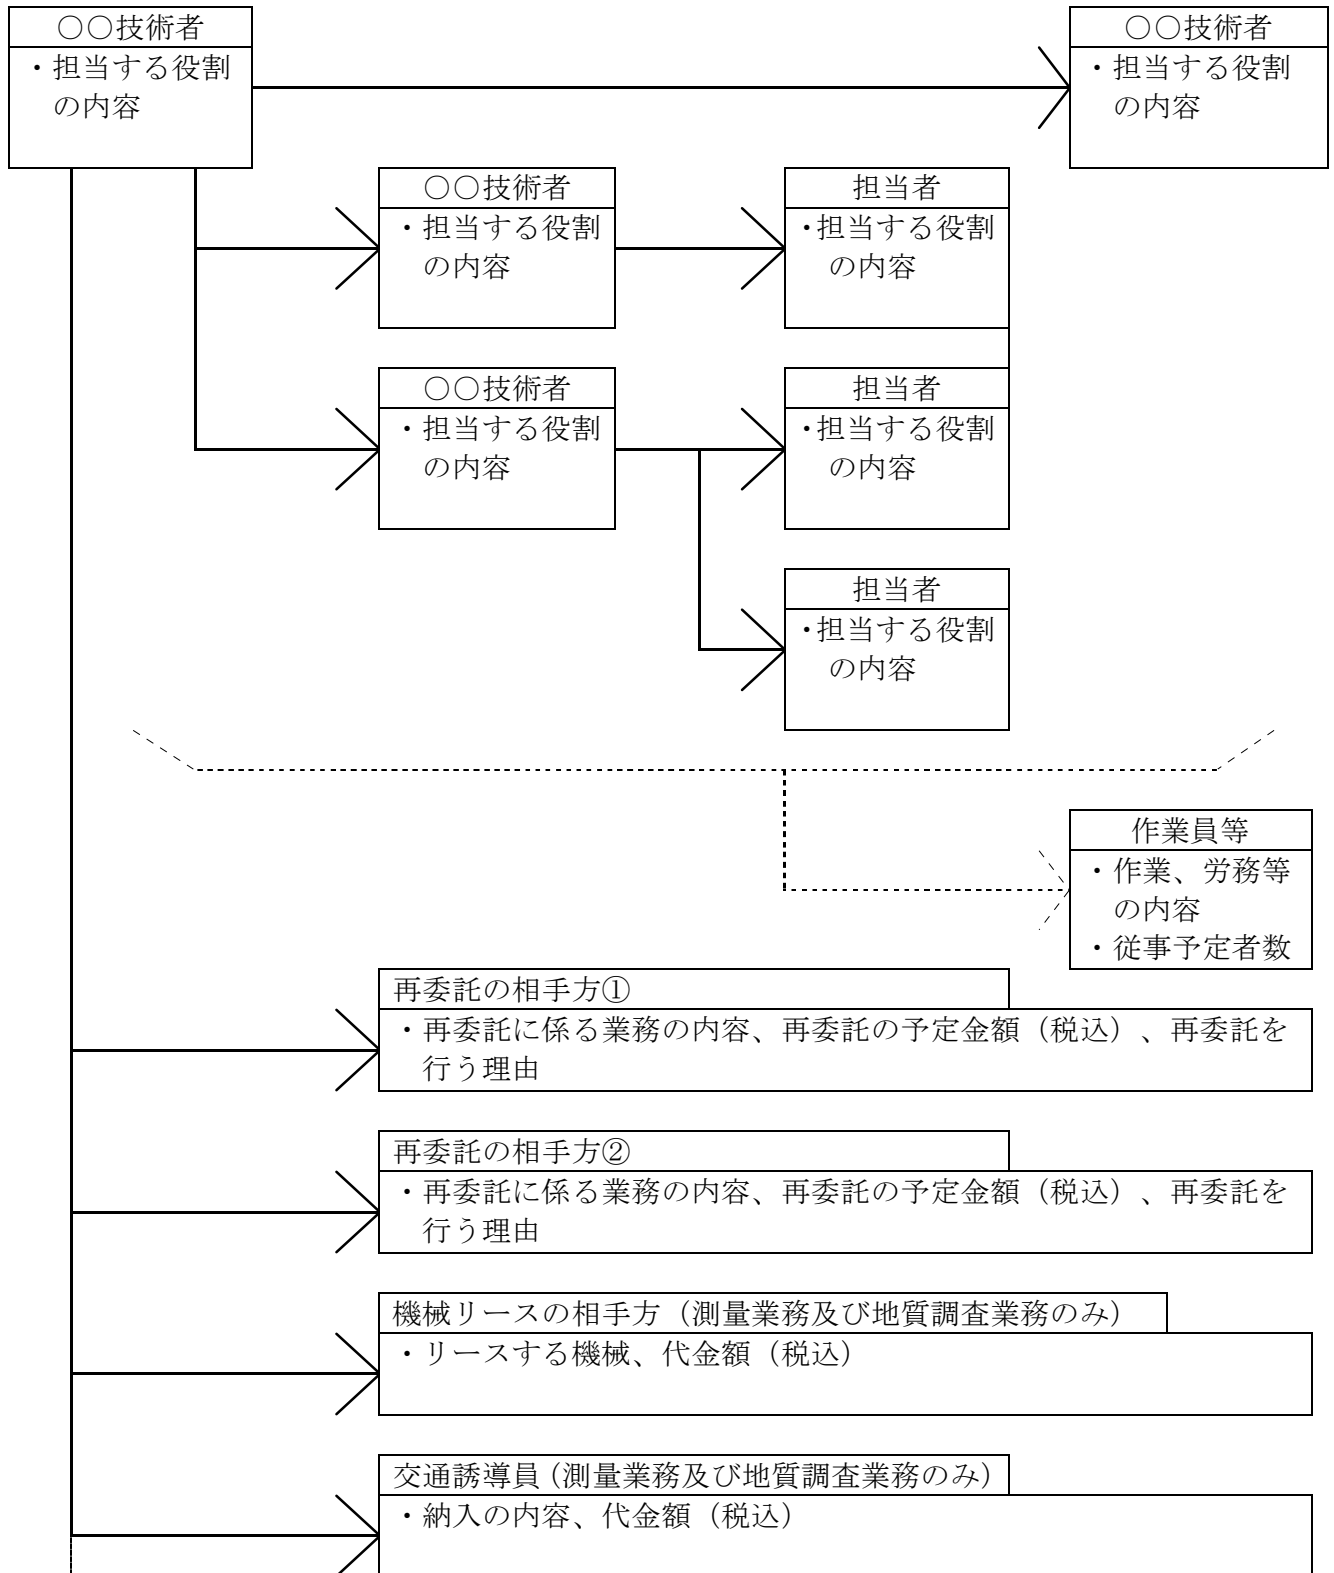 ○○技術者
・担当する役割
の内容
○○技術者
・担当する役割
の内容
○○技術者
・担当する役割
の内容
担当者
・担当する役割
の内容
○○技術者
・担当する役割
の内容
担当者
・担当する役割
の内容
担当者
・担当する役割
の内容
作業員等
・作業、労務等
の内容
・従事予定者数
再委託の相手方①
・再委託に係る業務の内容、再委託の予定金額（税込）、再委託を
行う理由
再委託の相手方②
・再委託に係る業務の内容、再委託の予定金額（税込）、再委託を
行う理由
機械リースの相手方（測量業務及び地質調査業務のみ）
・リースする機械、代金額（税込）
交通誘導員（測量業務及び地質調査業務のみ）
・納入の内容、代金額（税込）